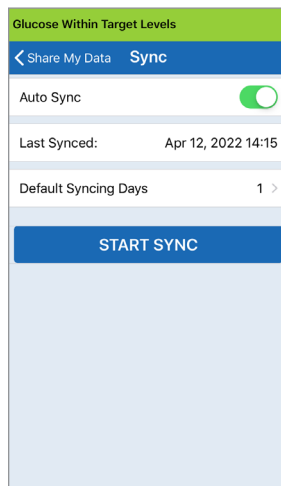 Glucose Within Target Levels
Share My Data Sync
Auto Sync
Last Synced: Apr 12, 2022 14:15
Default Syncing Days 1
START SYNC